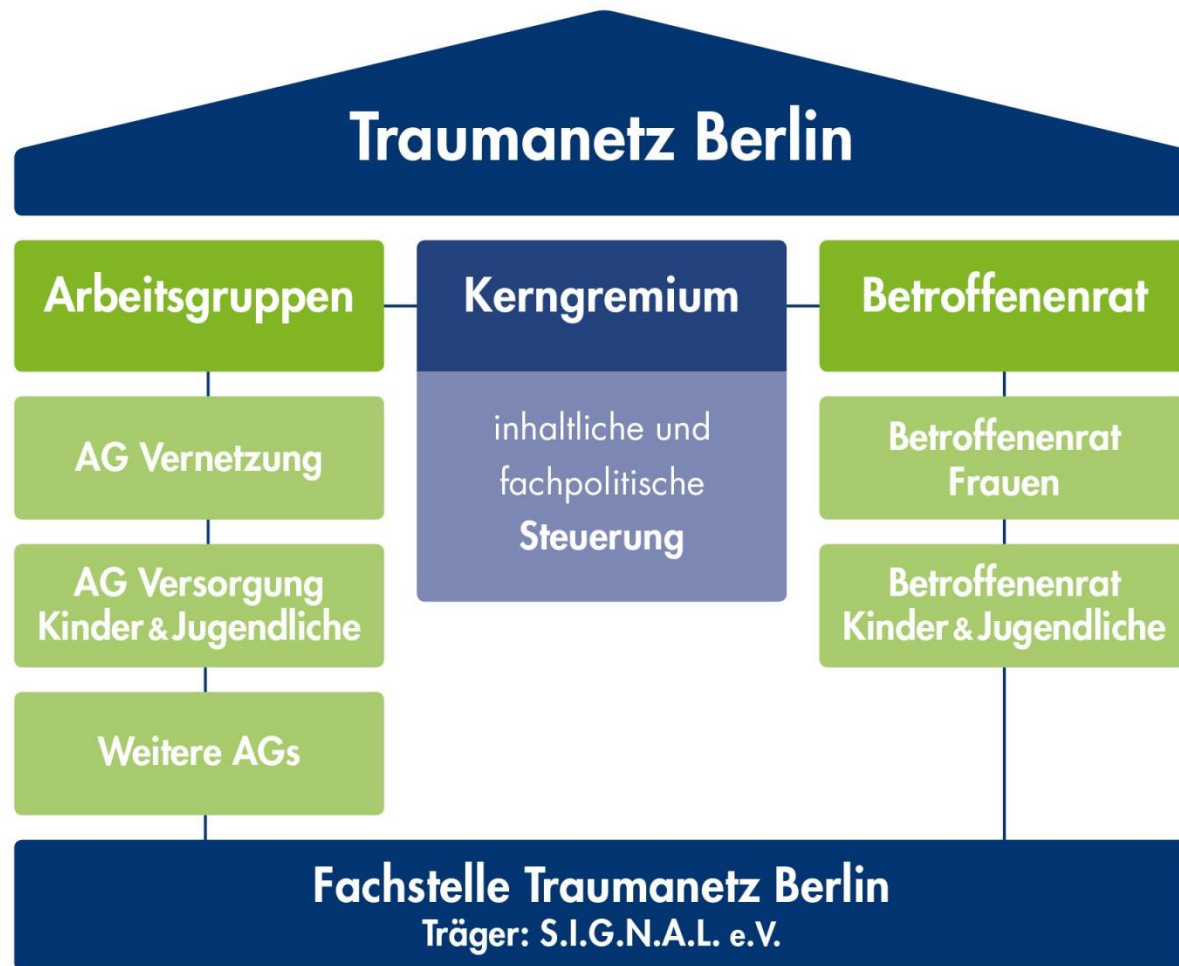 Traumanetz Berlin
Arbeitsgruppen
AG Vernetzung
AG Versorgung
Kinder & Jugendliche
Weitere AGs
Kerngremium
inhaltliche und
fachpolitische
Steuerung
Betroffenenrat
Betroffenenrat
Frauen
Betroffenenrat
Kinder & Jugendliche
Fachstelle Traumanetz Berlin
Träger: S.I.G.N.A.L. e.V.